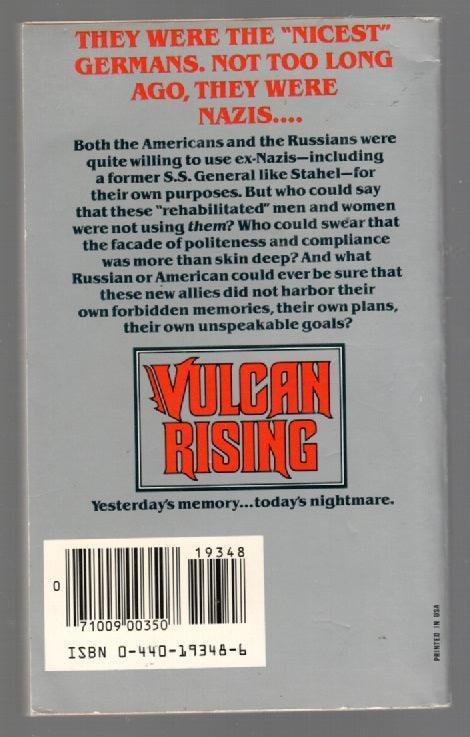 THEY WERE THE "NICEST"
GERMANS. NOT TOO LONG
AGO, THEY WERE
NAZIS....
Both the Americans and the Russians were
quite willing to use ex-Nazis—including
a former S.S. General like Stahel—for
their own purposes. But who could say
that these "rehabilitated" men and women
were not using them? Who could swear that
the facade of politeness and compliance
was more than skin deep? And what
Russian or American could ever be sure that
these new allies did not harbor their
own forbidden memories, their own plans,
their own unspeakable goals?
VULCAN
RISING
Yesterday's memory...today's nightmare.
19348
0
71009 00350
ISBN 0-440-19348-6
PRINTED IN USA